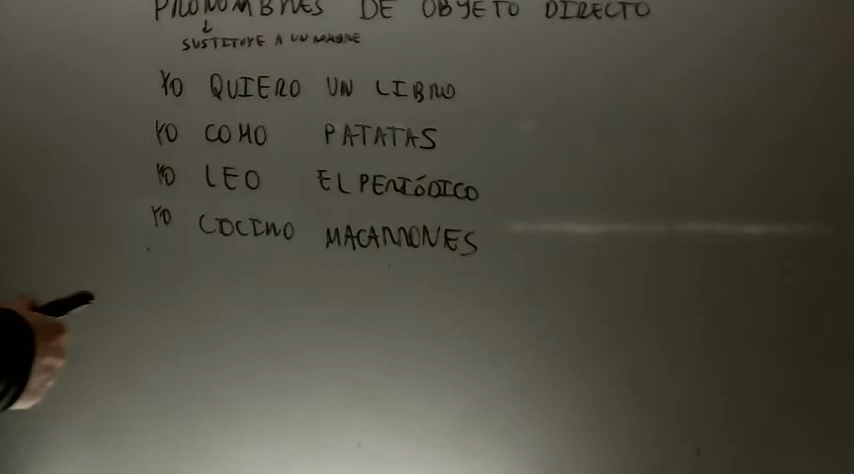 PRONOMBRES DE OBJETO DIRECTO
↓
SUSTITUYE A UN NOMBRE
YO QUIERO UN LIBRO
YO COMO PATATAS
YO LEO EL PERIÓDICO
YO COCINO MACARRONES